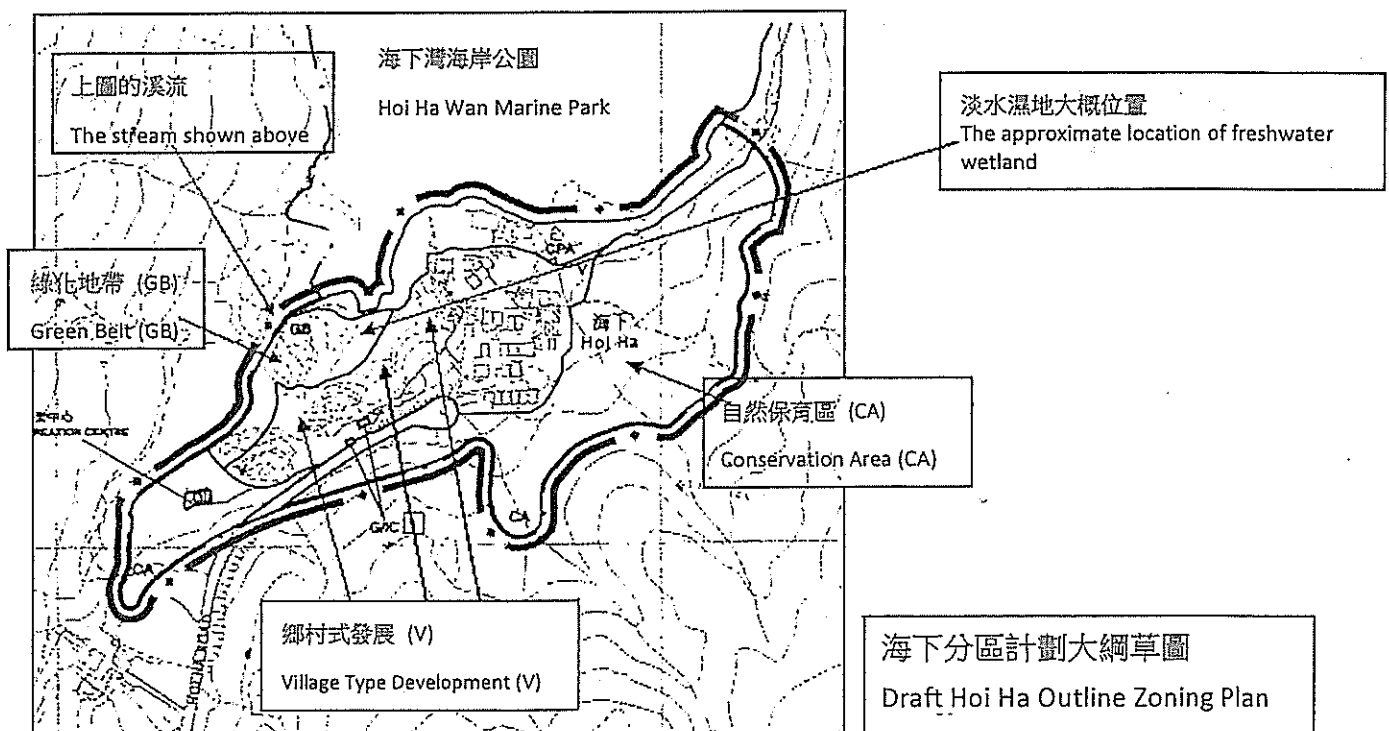 海下灣海岸公園
Hoi Ha Wan Marine Park
上圖的溪流
The stream shown above
淡水濕地大概位置
The approximate location of freshwater
wetland
綠化地帶 (GB)
Green Belt (GB)
GB
CPA
V
海下
Hoi Ha
自然保育區 (CA)
Conservation Area (CA)
CENTRE
G/IC
CA
鄉村式發展 (V)
Village Type Development (V)
海下分區計劃大綱草圖
Draft Hoi Ha Outline Zoning Plan